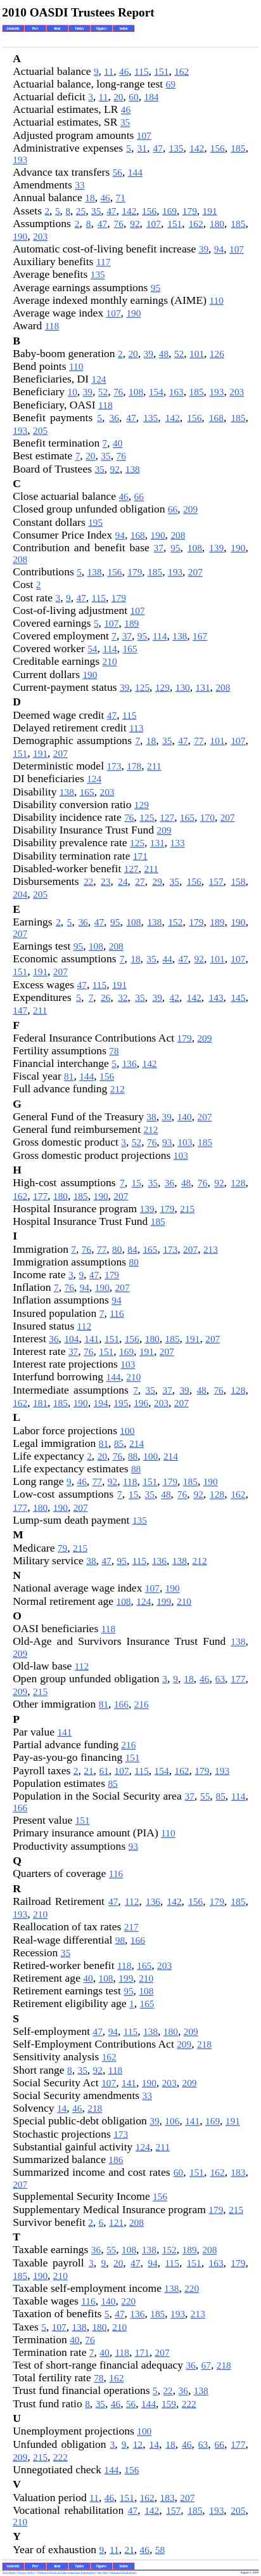 2010 OASDI Trustees Report
Contents Prev Next Tables Figures Index
A
Actuarial balance 9, 11, 46, 115, 151, 162
Actuarial balance, long-range test 69
Actuarial deficit 3, 11, 20, 60, 184
Actuarial estimates, LR 46
Actuarial estimates, SR 35
Adjusted program amounts 107
Administrative expenses 5, 31, 47, 135, 142, 156, 185,
193
Advance tax transfers 56, 144
Amendments 33
Annual balance 18, 46, 71
Assets 2, 5, 8, 25, 35, 47, 142, 156, 169, 179, 191
Assumptions 2, 8, 47, 76, 92, 107, 151, 162, 180, 185,
190, 203
Automatic cost-of-living benefit increase 39, 94, 107
Auxiliary benefits 117
Average benefits 135
Average earnings assumptions 95
Average indexed monthly earnings (AIME) 110
Average wage index 107, 190
Award 118
B
Baby-boom generation 2, 20, 39, 48, 52, 101, 126
Bend points 110
Beneficiaries, DI 124
Beneficiary 10, 39, 52, 76, 108, 154, 163, 185, 193, 203
Beneficiary, OASI 118
Benefit payments 5, 36, 47, 135, 142, 156, 168, 185,
193, 205
Benefit termination 7, 40
Best estimate 7, 20, 35, 76
Board of Trustees 35, 92, 138
C
Close actuarial balance 46, 66
Closed group unfunded obligation 66, 209
Constant dollars 195
Consumer Price Index 94, 168, 190, 208
Contribution and benefit base 37, 95, 108, 139, 190,
208
Contributions 5, 138, 156, 179, 185, 193, 207
Cost 2
Cost rate 3, 9, 47, 115, 179
Cost-of-living adjustment 107
Covered earnings 5, 107, 189
Covered employment 7, 37, 95, 114, 138, 167
Covered worker 54, 114, 165
Creditable earnings 210
Current dollars 190
Current-payment status 39, 125, 129, 130, 131, 208
D
Deemed wage credit 47, 115
Delayed retirement credit 113
Demographic assumptions 7, 18, 35, 47, 77, 101, 107,
151, 191, 207
Deterministic model 173, 178, 211
DI beneficiaries 124
Disability 138, 165, 203
Disability conversion ratio 129
Disability incidence rate 76, 125, 127, 165, 170, 207
Disability Insurance Trust Fund 209
Disability prevalence rate 125, 131, 133
Disability termination rate 171
Disabled-worker benefit 127, 211
Disbursements 22, 23, 24, 27, 29, 35, 156, 157, 158,
204, 205
E
Earnings 2, 5, 36, 47, 95, 108, 138, 152, 179, 189, 190,
207
Earnings test 95, 108, 208
Economic assumptions 7, 18, 35, 44, 47, 92, 101, 107,
151, 191, 207
Excess wages 47, 115, 191
Expenditures 5, 7, 26, 32, 35, 39, 42, 142, 143, 145,
147, 211
F
Federal Insurance Contributions Act 179, 209
Fertility assumptions 78
Financial interchange 5, 136, 142
Fiscal year 81, 144, 156
Full advance funding 212
G
General Fund of the Treasury 38, 39, 140, 207
General fund reimbursement 212
Gross domestic product 3, 52, 76, 93, 103, 185
Gross domestic product projections 103
H
High-cost assumptions 7, 15, 35, 36, 48, 76, 92, 128,
162, 177, 180, 185, 190, 207
Hospital Insurance program 139, 179, 215
Hospital Insurance Trust Fund 185
I
Immigration 7, 76, 77, 80, 84, 165, 173, 207, 213
Immigration assumptions 80
Income rate 3, 9, 47, 179
Inflation 7, 76, 94, 190, 207
Inflation assumptions 94
Insured population 7, 116
Insured status 112
Interest 36, 104, 141, 151, 156, 180, 185, 191, 207
Interest rate 37, 76, 151, 169, 191, 207
Interest rate projections 103
Interfund borrowing 144, 210
Intermediate assumptions 7, 35, 37, 39, 48, 76, 128,
162, 181, 185, 190, 194, 195, 196, 203, 207
L
Labor force projections 100
Legal immigration 81, 85, 214
Life expectancy 2, 20, 76, 88, 100, 214
Life expectancy estimates 88
Long range 9, 46, 77, 92, 118, 151, 179, 185, 190
Low-cost assumptions 7, 15, 35, 48, 76, 92, 128, 162,
177, 180, 190, 207
Lump-sum death payment 135
M
Medicare 79, 215
Military service 38, 47, 95, 115, 136, 138, 212
N
National average wage index 107, 190
Normal retirement age 108, 124, 199, 210
O
OASI beneficiaries 118
Old-Age and Survivors Insurance Trust Fund 138,
209
Old-law base 112
Open group unfunded obligation 3, 9, 18, 46, 63, 177,
209, 215
Other immigration 81, 166, 216
P
Par value 141
Partial advance funding 216
Pay-as-you-go financing 151
Payroll taxes 2, 21, 61, 107, 115, 154, 162, 179, 193
Population estimates 85
Population in the Social Security area 37, 55, 85, 114,
166
Present value 151
Primary insurance amount (PIA) 110
Productivity assumptions 93
Q
Quarters of coverage 116
R
Railroad Retirement 47, 112, 136, 142, 156, 179, 185,
193, 210
Reallocation of tax rates 217
Real-wage differential 98, 166
Recession 35
Retired-worker benefit 118, 165, 203
Retirement age 40, 108, 199, 210
Retirement earnings test 95, 108
Retirement eligibility age 1, 165
S
Self-employment 47, 94, 115, 138, 180, 209
Self-Employment Contributions Act 209, 218
Sensitivity analysis 162
Short range 8, 35, 92, 118
Social Security Act 107, 141, 190, 203, 209
Social Security amendments 33
Solvency 14, 46, 218
Special public-debt obligation 39, 106, 141, 169, 191
Stochastic projections 173
Substantial gainful activity 124, 211
Summarized balance 186
Summarized income and cost rates 60, 151, 162, 183,
207
Supplemental Security Income 156
Supplementary Medical Insurance program 179, 215
Survivor benefit 2, 6, 121, 208
T
Taxable earnings 36, 55, 108, 138, 152, 189, 208
Taxable payroll 3, 9, 20, 47, 94, 115, 151, 163, 179,
185, 190, 210
Taxable self-employment income 138, 220
Taxable wages 116, 140, 220
Taxation of benefits 5, 47, 136, 185, 193, 213
Taxes 5, 107, 138, 180, 210
Termination 40, 76
Termination rate 7, 40, 118, 171, 207
Test of short-range financial adequacy 36, 67, 218
Total fertility rate 78, 162
Trust fund financial operations 5, 22, 36, 138
Trust fund ratio 8, 35, 46, 56, 144, 159, 222
U
Unemployment projections 100
Unfunded obligation 3, 9, 12, 14, 18, 46, 63, 66, 177,
209, 215, 222
Unnegotiated check 144, 156
V
Valuation period 11, 46, 151, 162, 183, 207
Vocational rehabilitation 47, 142, 157, 185, 193, 205,
210
Y
Year of exhaustion 9, 11, 21, 46, 58
Contents Prev Next Tables Figures Index